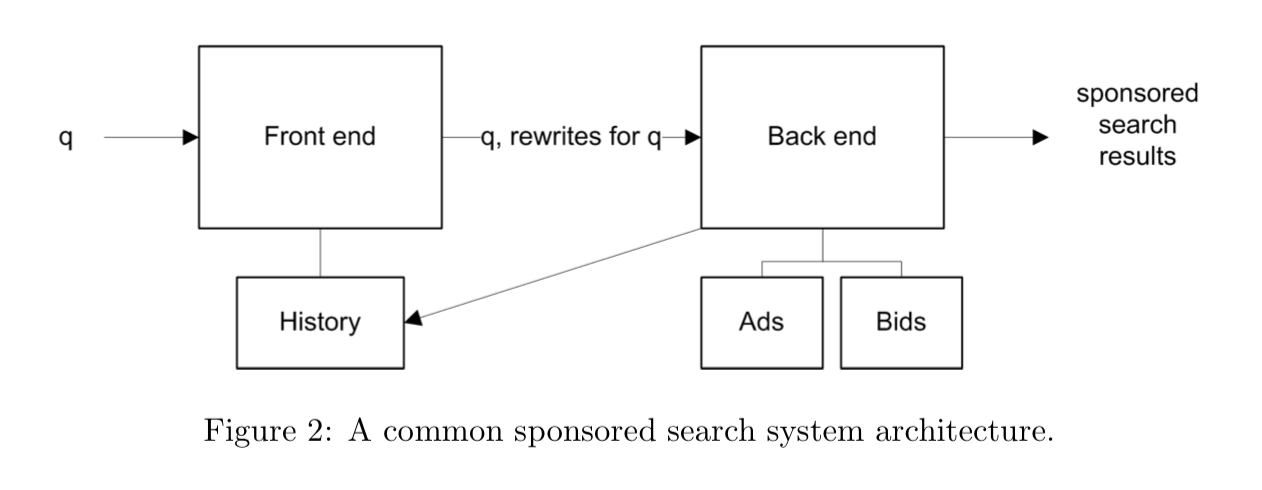 q
Front end
q, rewrites for q
Back end
sponsored
search
results
History
Ads
Bids
Figure 2: A common sponsored search system architecture.